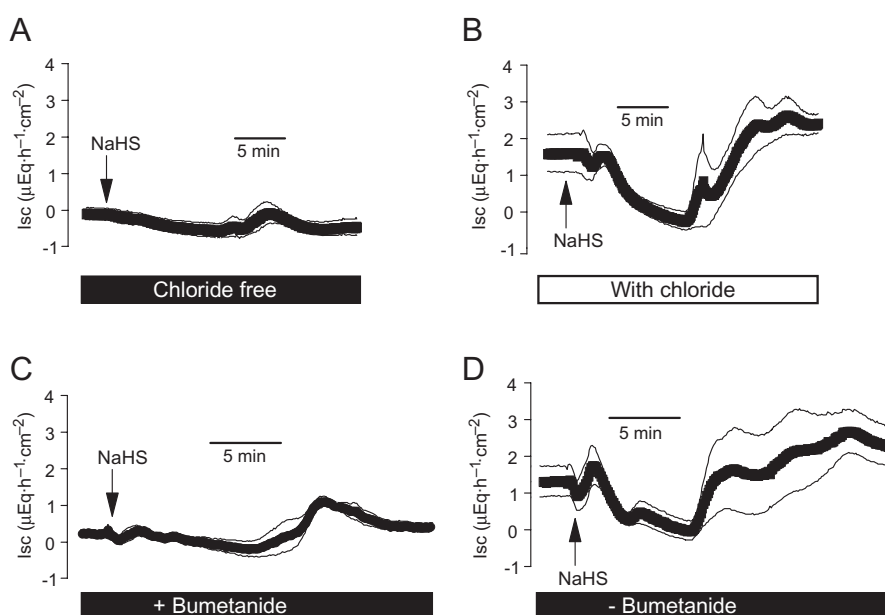 A
4
3
2
1
0
-1
Isc (µEq·h⁻¹·cm⁻²)
NaHS
5 min
Chloride free
B
4
3
2
1
0
-1
Isc (µEq·h⁻¹·cm⁻²)
5 min
NaHS
With chloride
C
4
3
2
1
0
-1
Isc (µEq·h⁻¹·cm⁻²)
NaHS
5 min
+ Bumetanide
D
4
3
2
1
0
-1
Isc (µEq·h⁻¹·cm⁻²)
5 min
NaHS
- Bumetanide